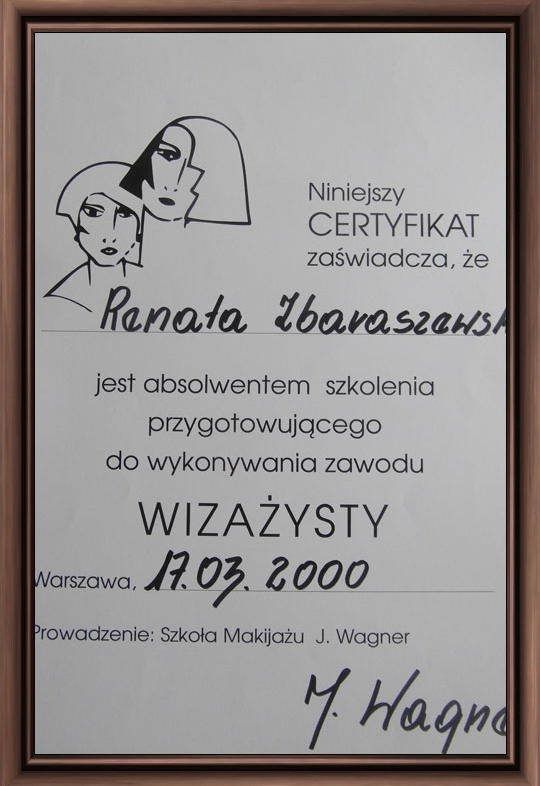 Niniejszy
CERTYFIKAT
zaświadcza, że
Renata Zbaraszewsk
jest absolwentem szkolenia
przygotowującego
do wykonywania zawodu
WIZAŻYSTY
Warszawa, 17.03. 2000
Prowadzenie: Szkoła Makijażu J. Wagner
J. Wagne